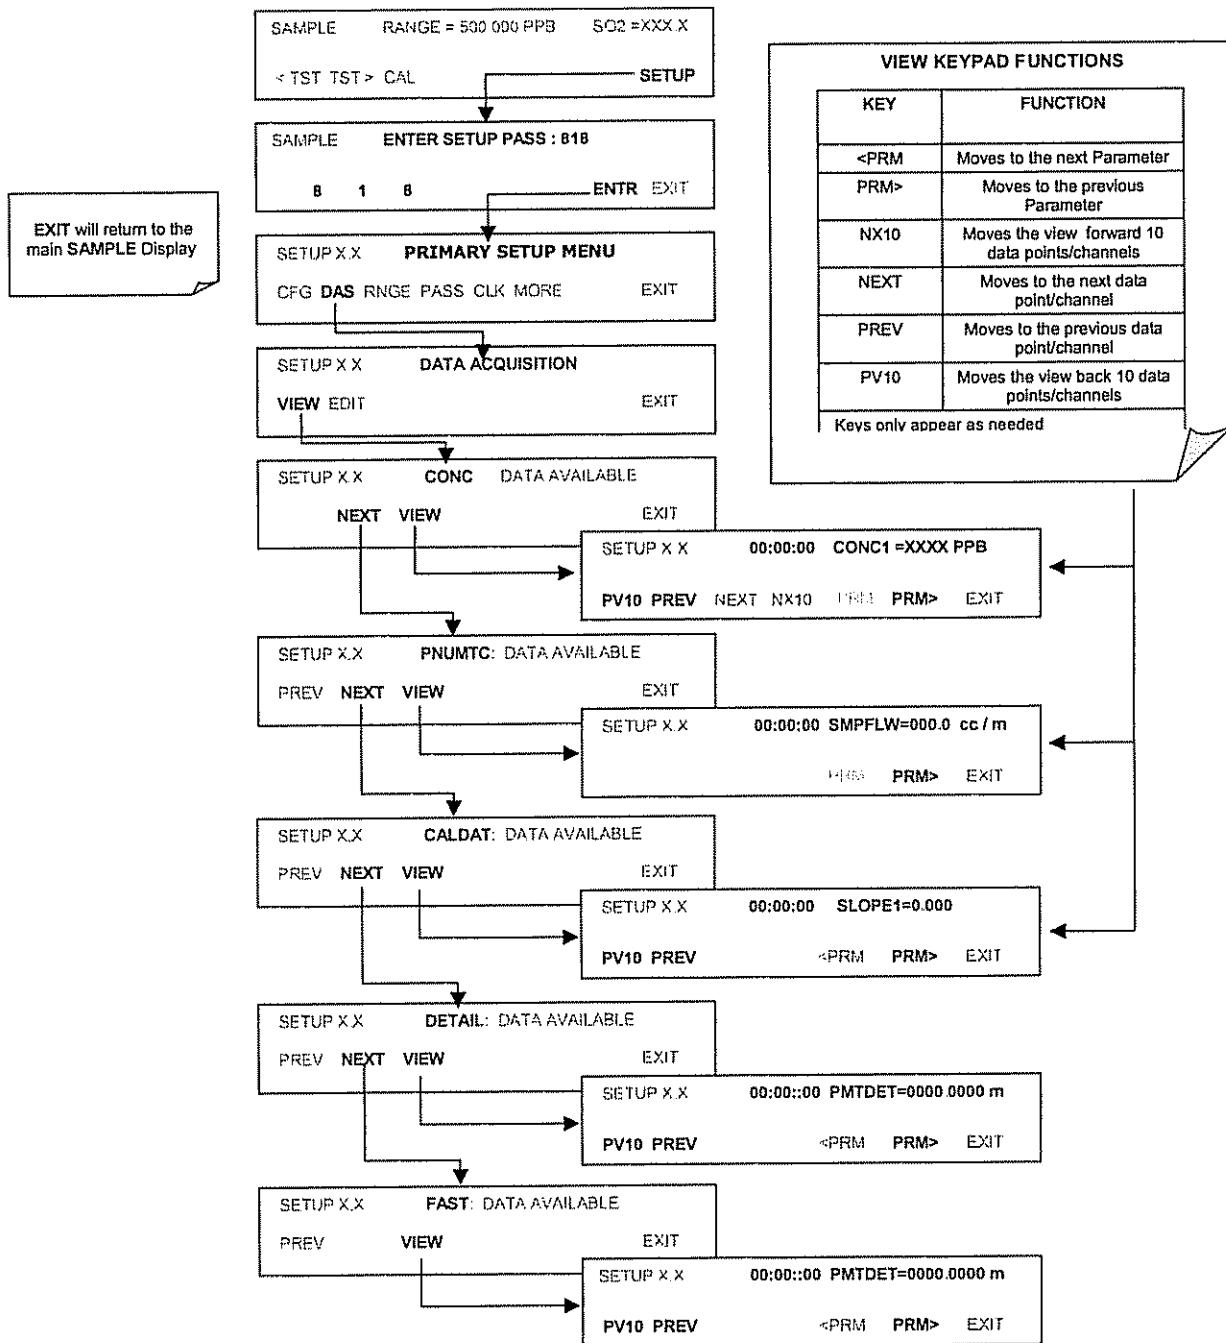 SAMPLE RANGE = 500 000 PPB SO2 =XXX.X
< TST TST > CAL SETUP
SAMPLE ENTER SETUP PASS : 818
8 1 8 ENTR EXIT
EXIT will return to the
main SAMPLE Display
SETUP X.X PRIMARY SETUP MENU
CFG DAS RNGE PASS CLK MORE EXIT
SETUP X X DATA ACQUISITION
VIEW EDIT EXIT
VIEW KEYPAD FUNCTIONS
KEY FUNCTION
<PRM Moves to the next Parameter
PRM> Moves to the previous
Parameter
NX10 Moves the view forward 10
data points/channels
NEXT Moves to the next data
point/channel
PREV Moves to the previous data
point/channel
PV10 Moves the view back 10 data
points/channels
Keys only appear as needed
SETUP X.X CONC DATA AVAILABLE
NEXT VIEW EXIT
SETUP X X 00:00:00 CONC1 =XXXX PPB
PV10 PREV NEXT NX10 PRM PRM> EXIT
SETUP X.X PNUMTC: DATA AVAILABLE
PREV NEXT VIEW EXIT
SETUP X.X 00:00:00 SMPFLW=000.0 cc / m
PRM PRM> EXIT
SETUP X.X CALDAT: DATA AVAILABLE
PREV NEXT VIEW EXIT
SETUP X.X 00:00:00 SLOPE1=0.000
PV10 PREV <PRM PRM> EXIT
SETUP X.X DETAIL: DATA AVAILABLE
PREV NEXT VIEW EXIT
SETUP X.X 00:00::00 PMTDET=0000.0000 m
PV10 PREV <PRM PRM> EXIT
SETUP X.X FAST: DATA AVAILABLE
PREV VIEW EXIT
SETUP X.X 00:00::00 PMTDET=0000.0000 m
PV10 PREV <PRM PRM> EXIT